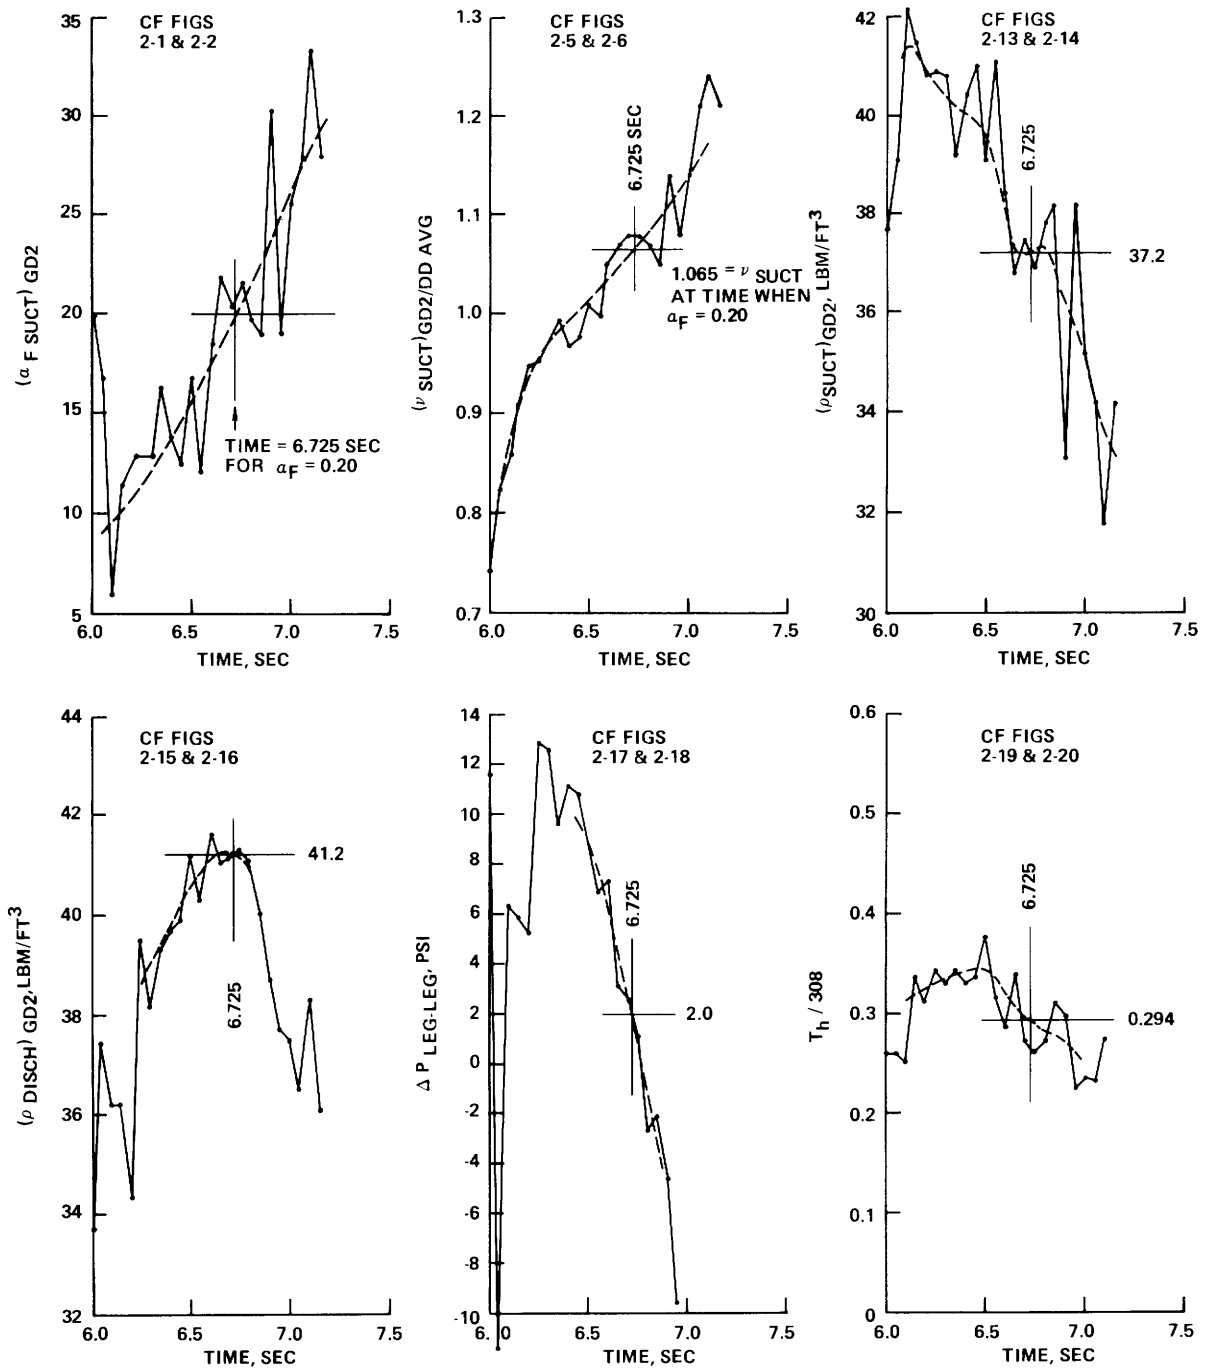 CF FIGS
2-1 & 2-2
35
30
25
20
15
10
5
(α F SUCT) GD2
TIME = 6.725 SEC
FOR αF = 0.20
6.0 6.5 7.0 7.5
TIME, SEC
CF FIGS
2-5 & 2-6
1.3
1.2
1.1
1.0
0.9
0.8
0.7
(ν SUCT)GD2/DD AVG
6.725 SEC
1.065 = ν SUCT
AT TIME WHEN
αF = 0.20
6.0 6.5 7.0 7.5
TIME, SEC
CF FIGS
2-13 & 2-14
42
40
38
36
34
32
30
(ρSUCT)GD2, LBM/FT3
6.725
37.2
6.0 6.5 7.0 7.5
TIME, SEC
CF FIGS
2-15 & 2-16
44
42
40
38
36
34
32
(ρ DISCH) GD2, LBM/FT3
41.2
6.725
6.0 6.5 7.0 7.5
TIME, SEC
CF FIGS
2-17 & 2-18
14
12
10
8
6
4
2
0
-2
-4
-6
-8
-10
Δ P LEG-LEG, PSI
6.725
2.0
6. 0 6.5 7.0 7.5
TIME, SEC
CF FIGS
2-19 & 2-20
0.6
0.5
0.4
0.3
0.2
0.1
0
Th / 308
6.725
0.294
6.0 6.5 7.0 7.5
TIME, SEC